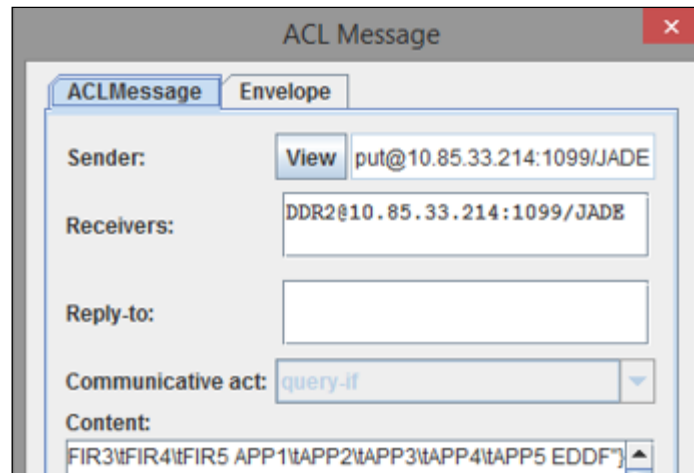 ACL Message
ACLMessage Envelope
Sender: View put@10.85.33.214:1099/JADE
Receivers: DDR2@10.85.33.214:1099/JADE
Reply-to:
Communicative act: query-if
Content:
FIR3\tFIR4\tFIR5 APP1\tAPP2\tAPP3\tAPP4\tAPP5 EDDF"}